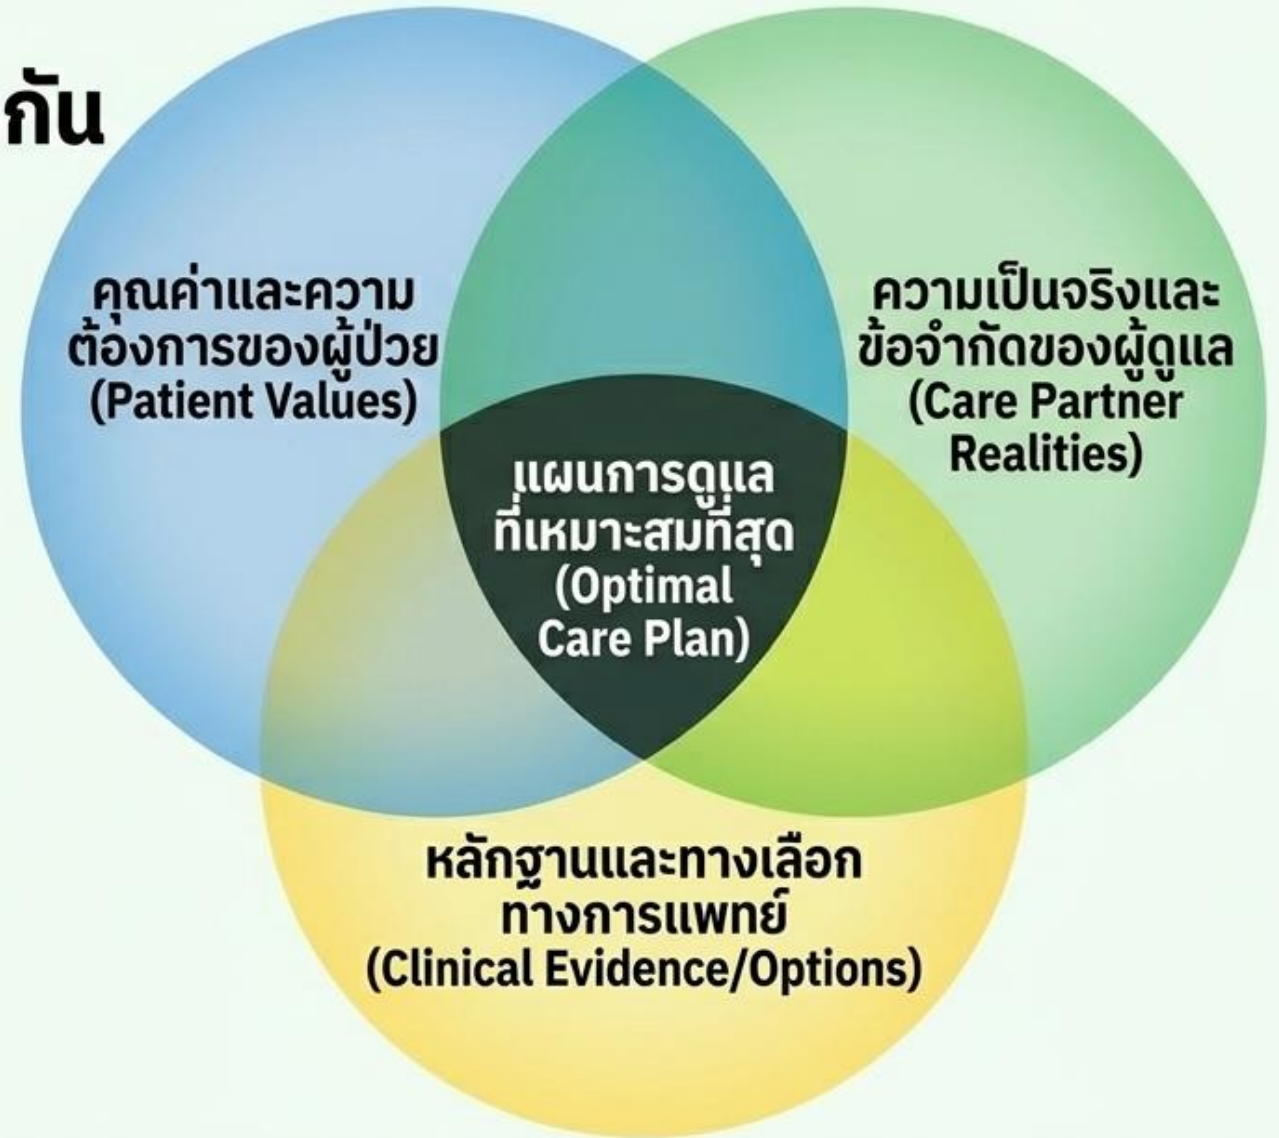 กัน
คุณค่าและความ
ต้องการของผู้ป่วย
(Patient Values)
ความเป็นจริงและ
ข้อจำกัดของผู้ดูแล
(Care Partner
Realities)
แผนการดูแล
ที่เหมาะสมที่สุด
(Optimal
Care Plan)
หลักฐานและทางเลือก
ทางการแพทย์
(Clinical Evidence/Options)